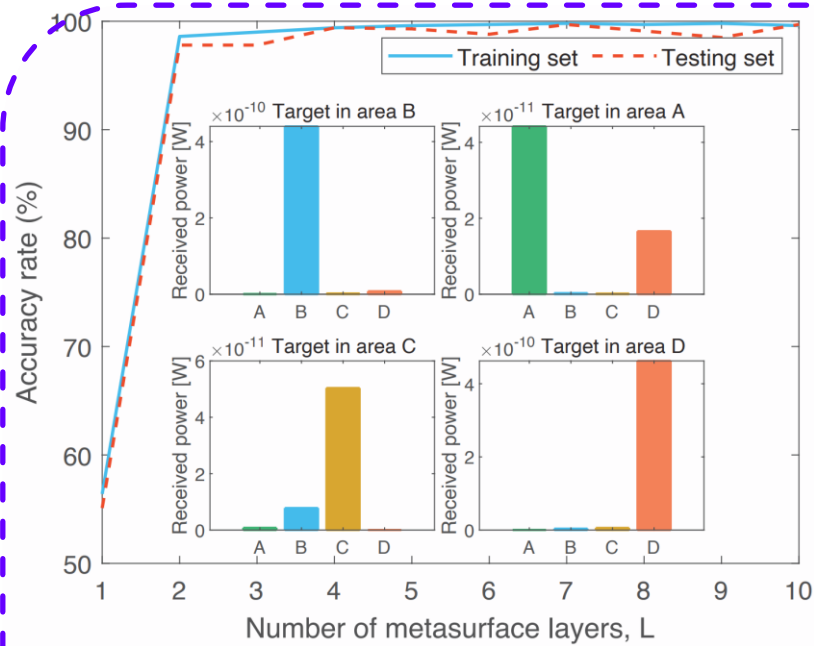 100
90
80
70
60
50
Accuracy rate (%)
1 2 3 4 5 6 7 8 9 10
Number of metasurface layers, L
Training set Testing set
×10⁻¹⁰ Target in area B
Received power [W]
4
2
0
A B C D
×10⁻¹¹ Target in area A
Received power [W]
4
2
0
A B C D
×10⁻¹¹ Target in area C
Received power [W]
6
4
2
0
A B C D
×10⁻¹⁰ Target in area D
Received power [W]
4
2
0
A B C D